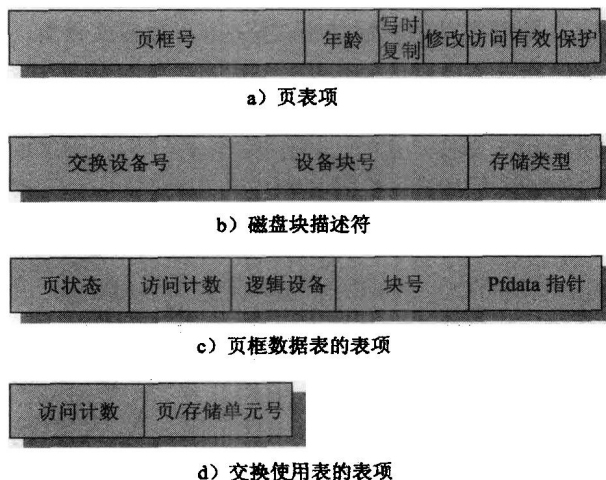 页框号 年龄 写时复制 修改 访问 有效 保护
a）页表项
交换设备号 设备块号 存储类型
b）磁盘块描述符
页状态 访问计数 逻辑设备 块号 Pfdata 指针
c）页框数据表的表项
访问计数 页/存储单元号
d）交换使用表的表项